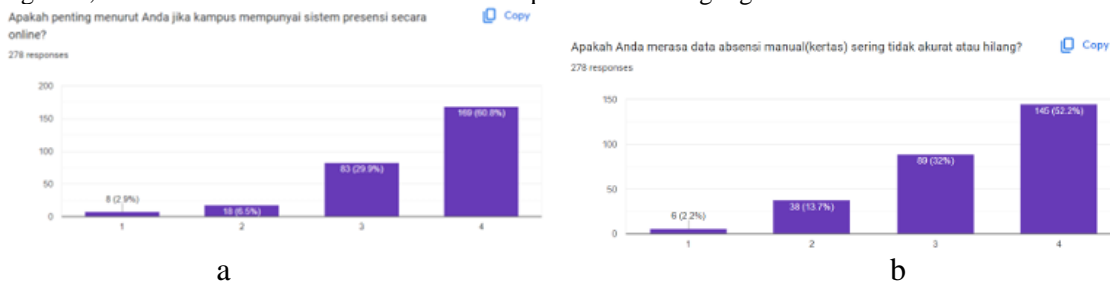 Apakah penting menurut Anda jika kampus mempunyai sistem presensi secara
online?
Copy
278 responses
200
150
100
50
0
8 (2.9%)
18 (6.5%)
83 (29.9%)
169 (60.8%)
1
2
3
4
a
Apakah Anda merasa data absensi manual(kertas) sering tidak akurat atau hilang?
Copy
278 responses
150
100
50
0
6 (2.2%)
38 (13.7%)
89 (32%)
145 (52.2%)
1
2
3
4
b